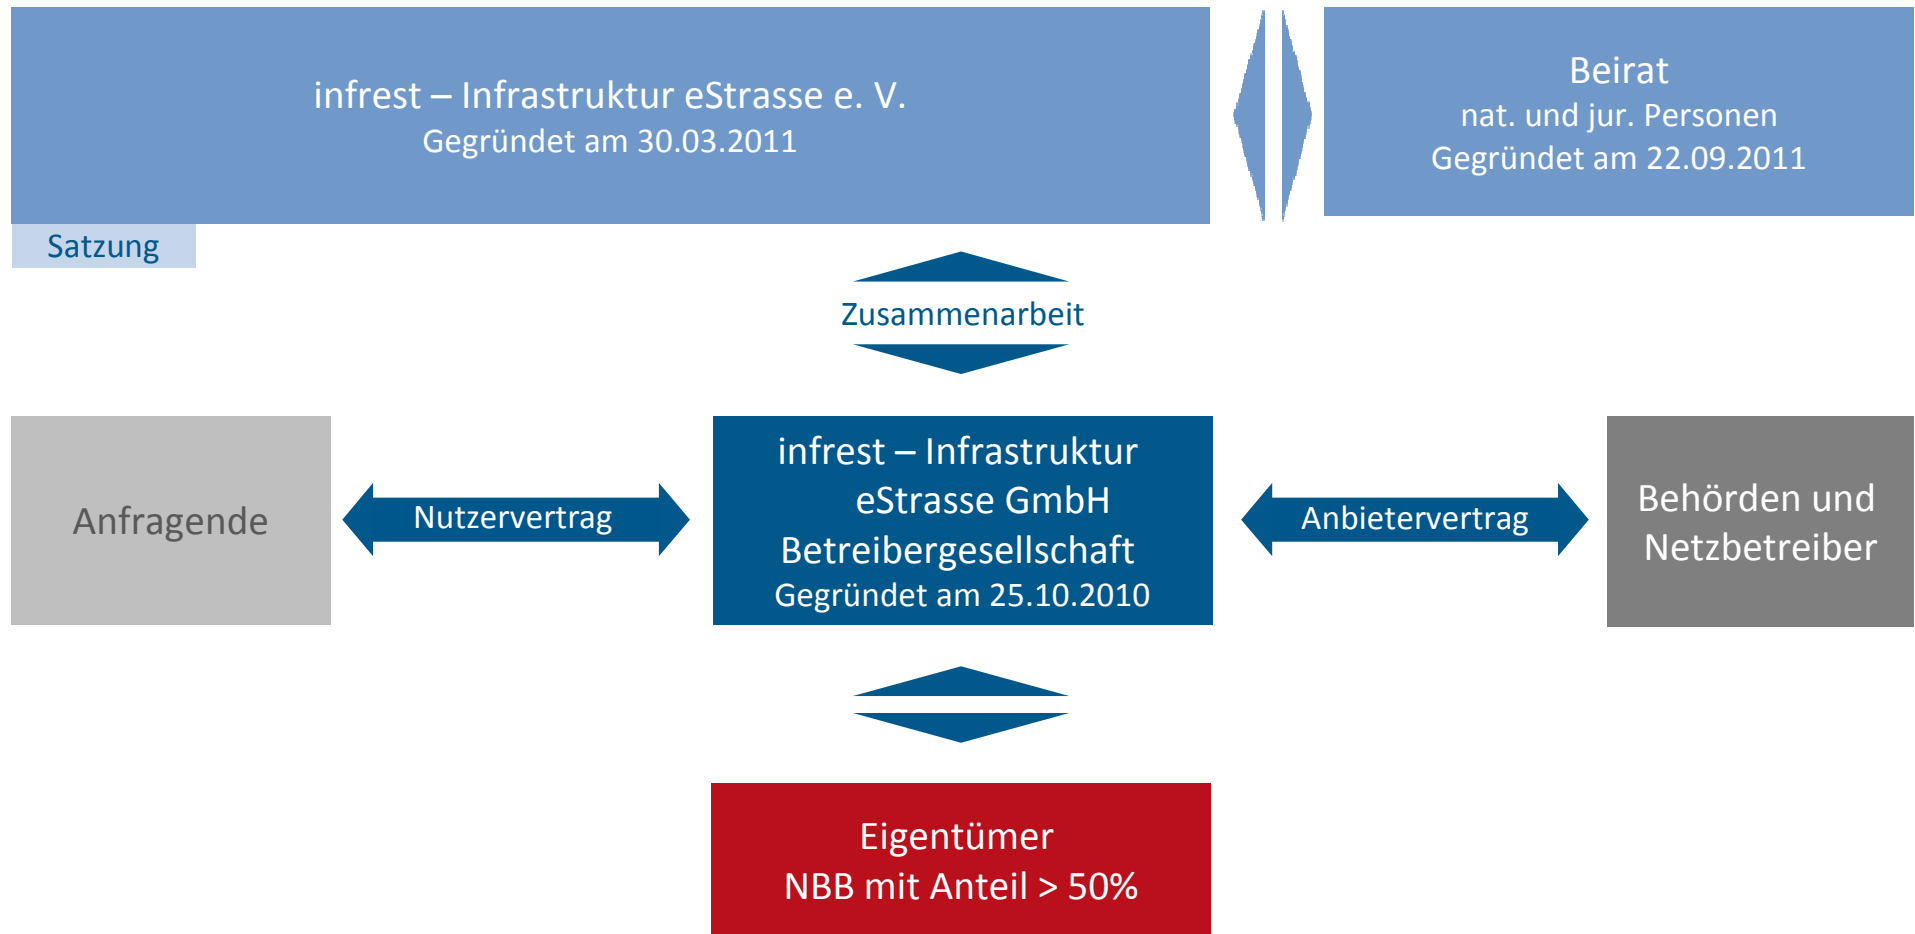 infrest – Infrastruktur eStrasse e. V.
Gegründet am 30.03.2011
Beirat
nat. und jur. Personen
Gegründet am 22.09.2011
Satzung
Zusammenarbeit
Anfragende
Nutzervertrag
infrest – Infrastruktur
eStrasse GmbH
Betreibergesellschaft
Gegründet am 25.10.2010
Anbietervertrag
Behörden und
Netzbetreiber
Eigentümer
NBB mit Anteil > 50%